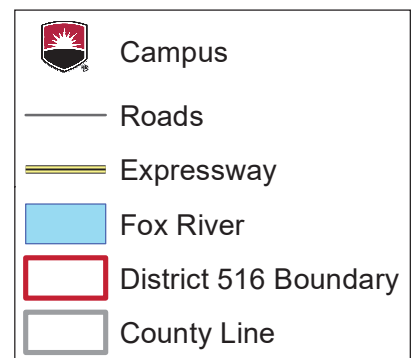 Campus
Roads
Expressway
Fox River
District 516 Boundary
County Line